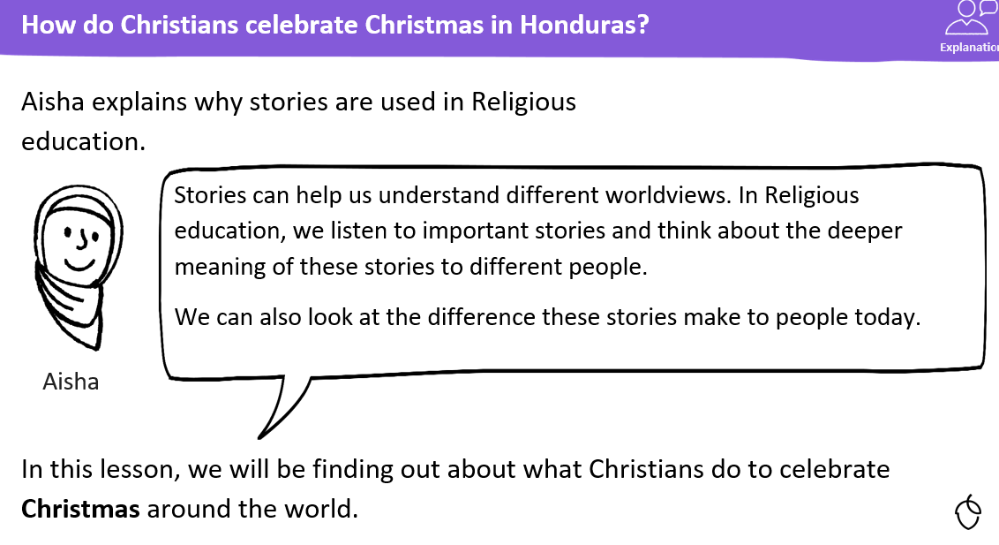 How do Christians celebrate Christmas in Honduras?
Explanation
Aisha explains why stories are used in Religious
education.
Stories can help us understand different worldviews. In Religious
education, we listen to important stories and think about the deeper
meaning of these stories to different people.
We can also look at the difference these stories make to people today.
Aisha
In this lesson, we will be finding out about what Christians do to celebrate
Christmas around the world.